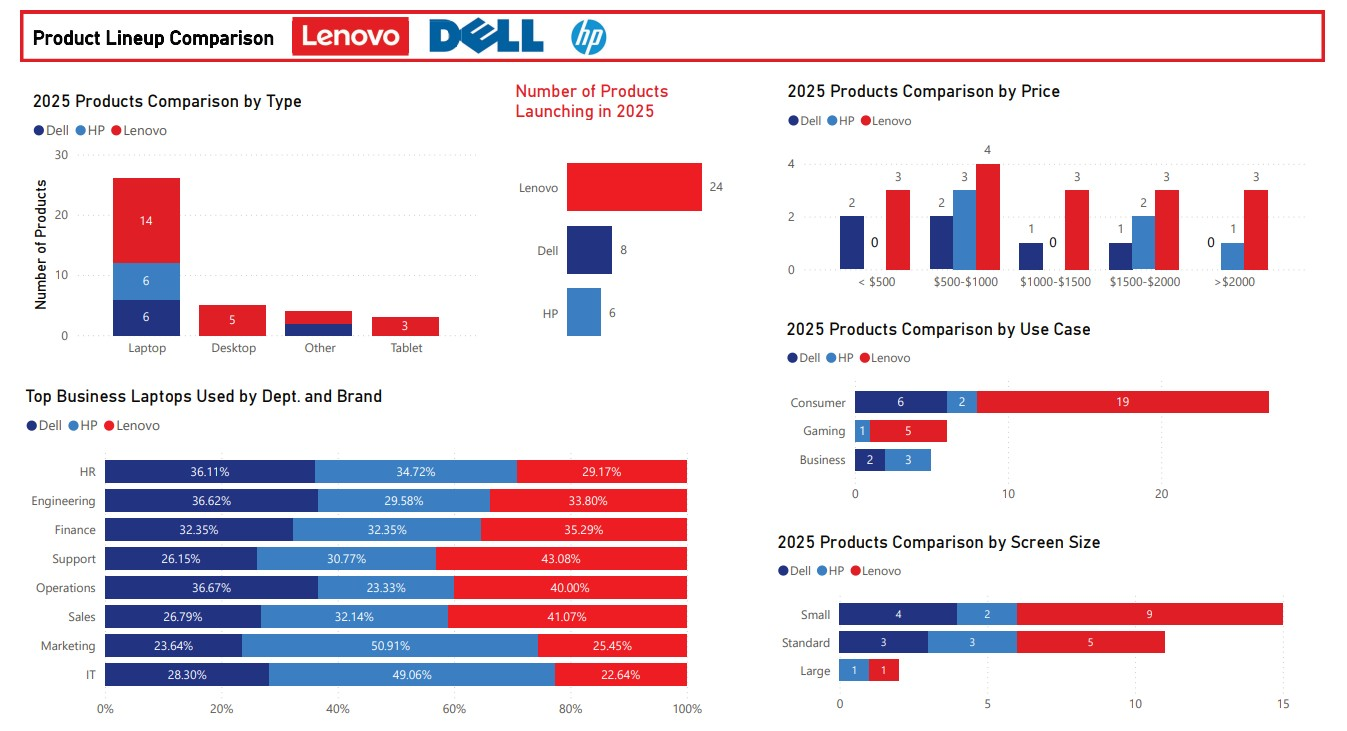 Product Lineup Comparison Lenovo DELL hp
2025 Products Comparison by Type
Dell HP Lenovo
Number of Products
30
20
10
0
14
6
6
5
3
Laptop Desktop Other Tablet
Number of Products
Launching in 2025
Lenovo 24
Dell 8
HP 6
2025 Products Comparison by Price
Dell HP Lenovo
4
2
0
2 0 3
2 3 4
1 0 3
1 2 3
0 1 3
< $500 $500-$1000 $1000-$1500 $1500-$2000 >$2000
Top Business Laptops Used by Dept. and Brand
Dell HP Lenovo
HR 36.11% 34.72% 29.17%
Engineering 36.62% 29.58% 33.80%
Finance 32.35% 32.35% 35.29%
Support 26.15% 30.77% 43.08%
Operations 36.67% 23.33% 40.00%
Sales 26.79% 32.14% 41.07%
Marketing 23.64% 50.91% 25.45%
IT 28.30% 49.06% 22.64%
0% 20% 40% 60% 80% 100%
2025 Products Comparison by Use Case
Dell HP Lenovo
Consumer 6 2 19
Gaming 1 5
Business 2 3
0 10 20
2025 Products Comparison by Screen Size
Dell HP Lenovo
Small 4 2 9
Standard 3 3 5
Large 1 1
0 5 10 15